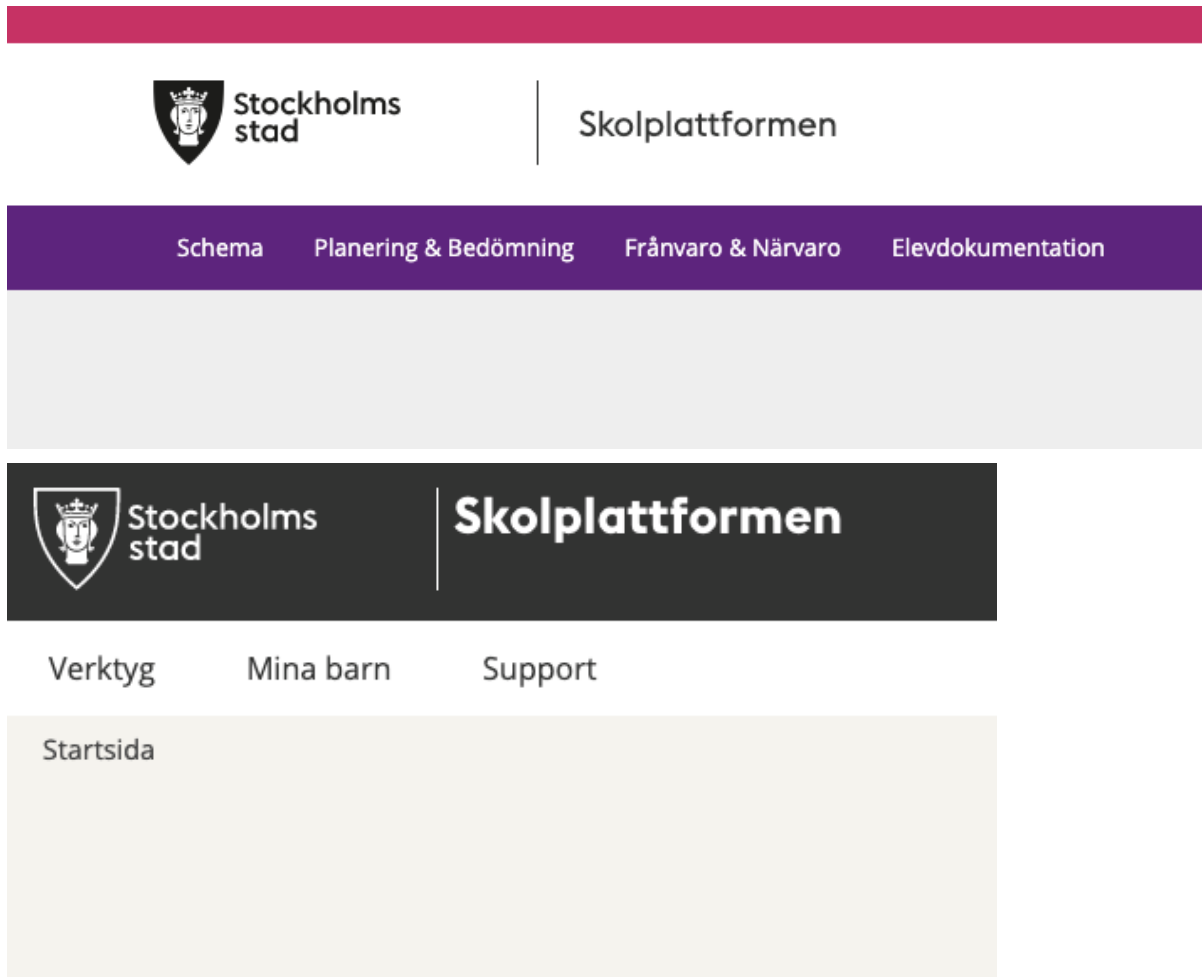 Stockholms
stad
Skolplattformen
Schema Planering & Bedömning Frånvaro & Närvaro Elevdokumentation
Stockholms
stad
Skolplattformen
Verktyg Mina barn Support
Startsida